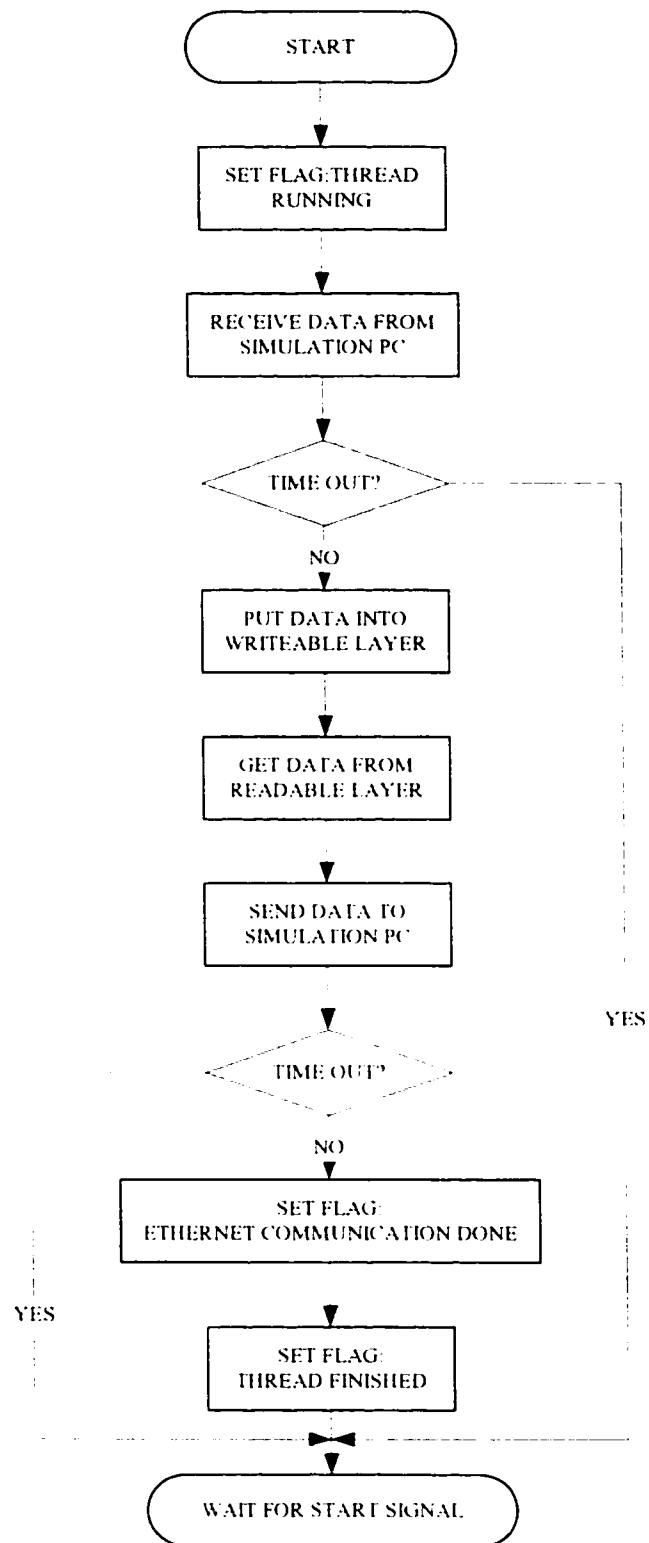 START
SET FLAG:THREAD
RUNNING
RECEIVE DATA FROM
SIMULATION PC
TIME OUT?
NO
PUT DATA INTO
WRITEABLE LAYER
GET DATA FROM
READABLE LAYER
SEND DATA TO
SIMULATION PC
YES
TIME OUT?
NO
SET FLAG:
ETHERNET COMMUNICATION DONE
YES
SET FLAG:
THREAD FINISHED
WAIT FOR START SIGNAL